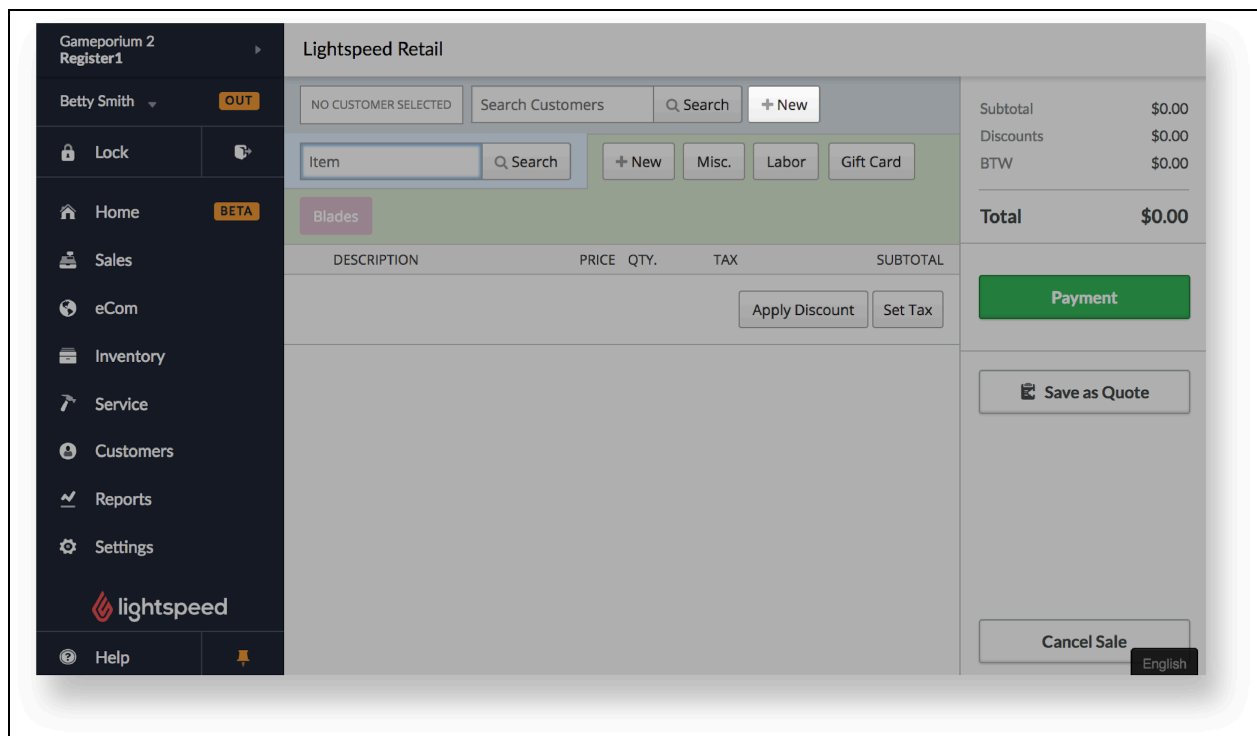 Gameporium 2
Register1
Betty Smith OUT
Lock
Home BETA
Sales
eCom
Inventory
Service
Customers
Reports
Settings
lightspeed
Help
Lightspeed Retail
NO CUSTOMER SELECTED Search Customers Search + New
Item Search + New Misc. Labor Gift Card
Blades
DESCRIPTION PRICE QTY. TAX SUBTOTAL
Apply Discount Set Tax
Subtotal $0.00
Discounts $0.00
BTW $0.00
Total $0.00
Payment
Save as Quote
Cancel Sale
English